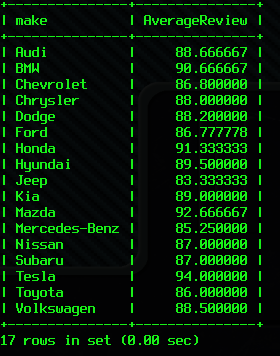 +---------------+---------------+
| make          | AverageReview |
+---------------+---------------+
| Audi          |     88.666667 |
| BMW           |     90.666667 |
| Chevrolet     |     86.800000 |
| Chrysler      |     88.000000 |
| Dodge         |     88.200000 |
| Ford          |     86.777778 |
| Honda         |     91.333333 |
| Hyundai       |     89.500000 |
| Jeep          |     83.333333 |
| Kia           |     89.000000 |
| Mazda         |     92.666667 |
| Mercedes-Benz |     85.250000 |
| Nissan        |     87.000000 |
| Subaru        |     87.000000 |
| Tesla         |     94.000000 |
| Toyota        |     86.000000 |
| Volkswagen    |     88.500000 |
+---------------+---------------+
17 rows in set (0.00 sec)